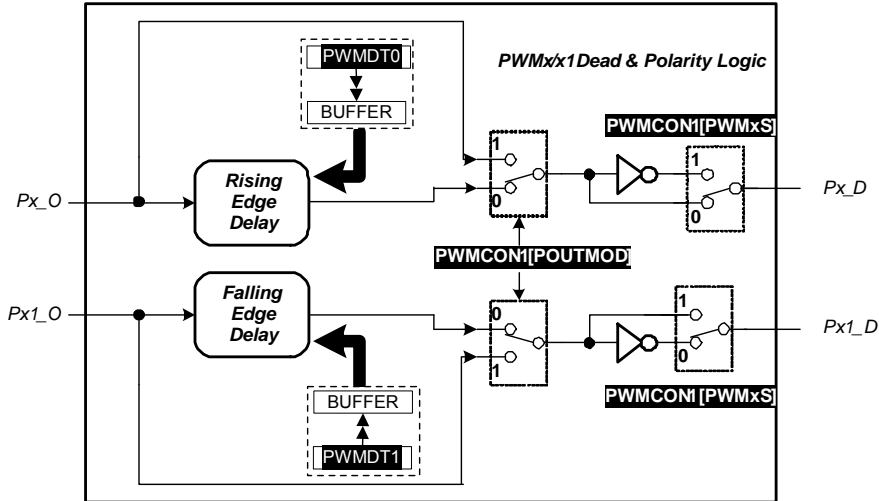 PWMDT0
BUFFER
PWMx/x1Dead & Polarity Logic
PWMCON1[PWMxS]
1
0
1
0
Rising
Edge
Delay
Px_O
Px_D
PWMCON1[POUTMOD]
Px1_O
Falling
Edge
Delay
0
1
1
0
Px1_D
BUFFER
PWMDT1
PWMCON1[PWMxS]